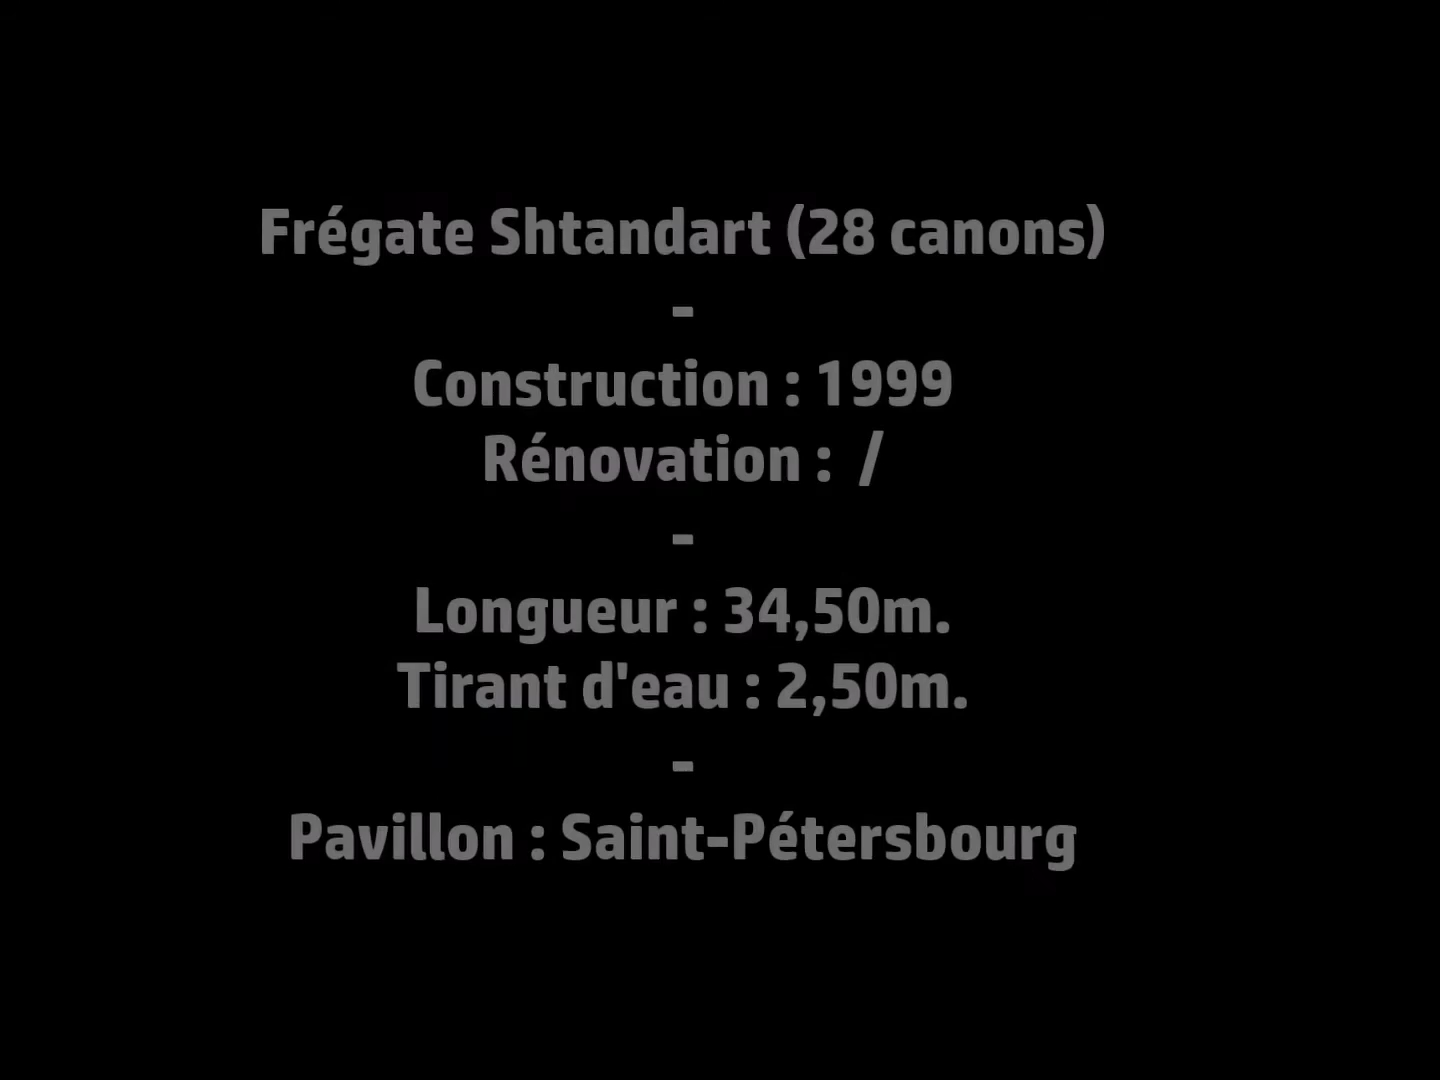 Frégate Shtandart (28 canons)
-
Construction : 1999
Rénovation : /
-
Longueur : 34,50m.
Tirant d'eau : 2,50m.
-
Pavillon : Saint-Pétersbourg